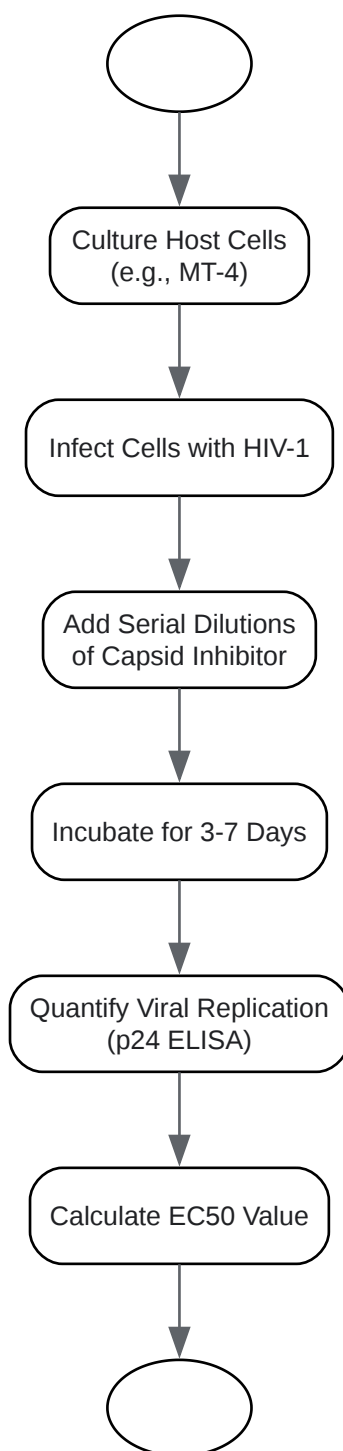 Culture Host Cells
(e.g., MT-4)
Infect Cells with HIV-1
Add Serial Dilutions
of Capsid Inhibitor
Incubate for 3-7 Days
Quantify Viral Replication
(p24 ELISA)
Calculate EC50 Value